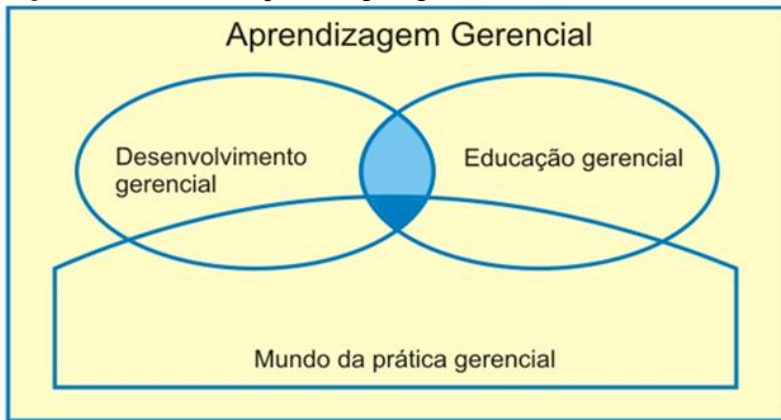 Aprendizagem Gerencial
Desenvolvimento
gerencial
Educação gerencial
Mundo da prática gerencial